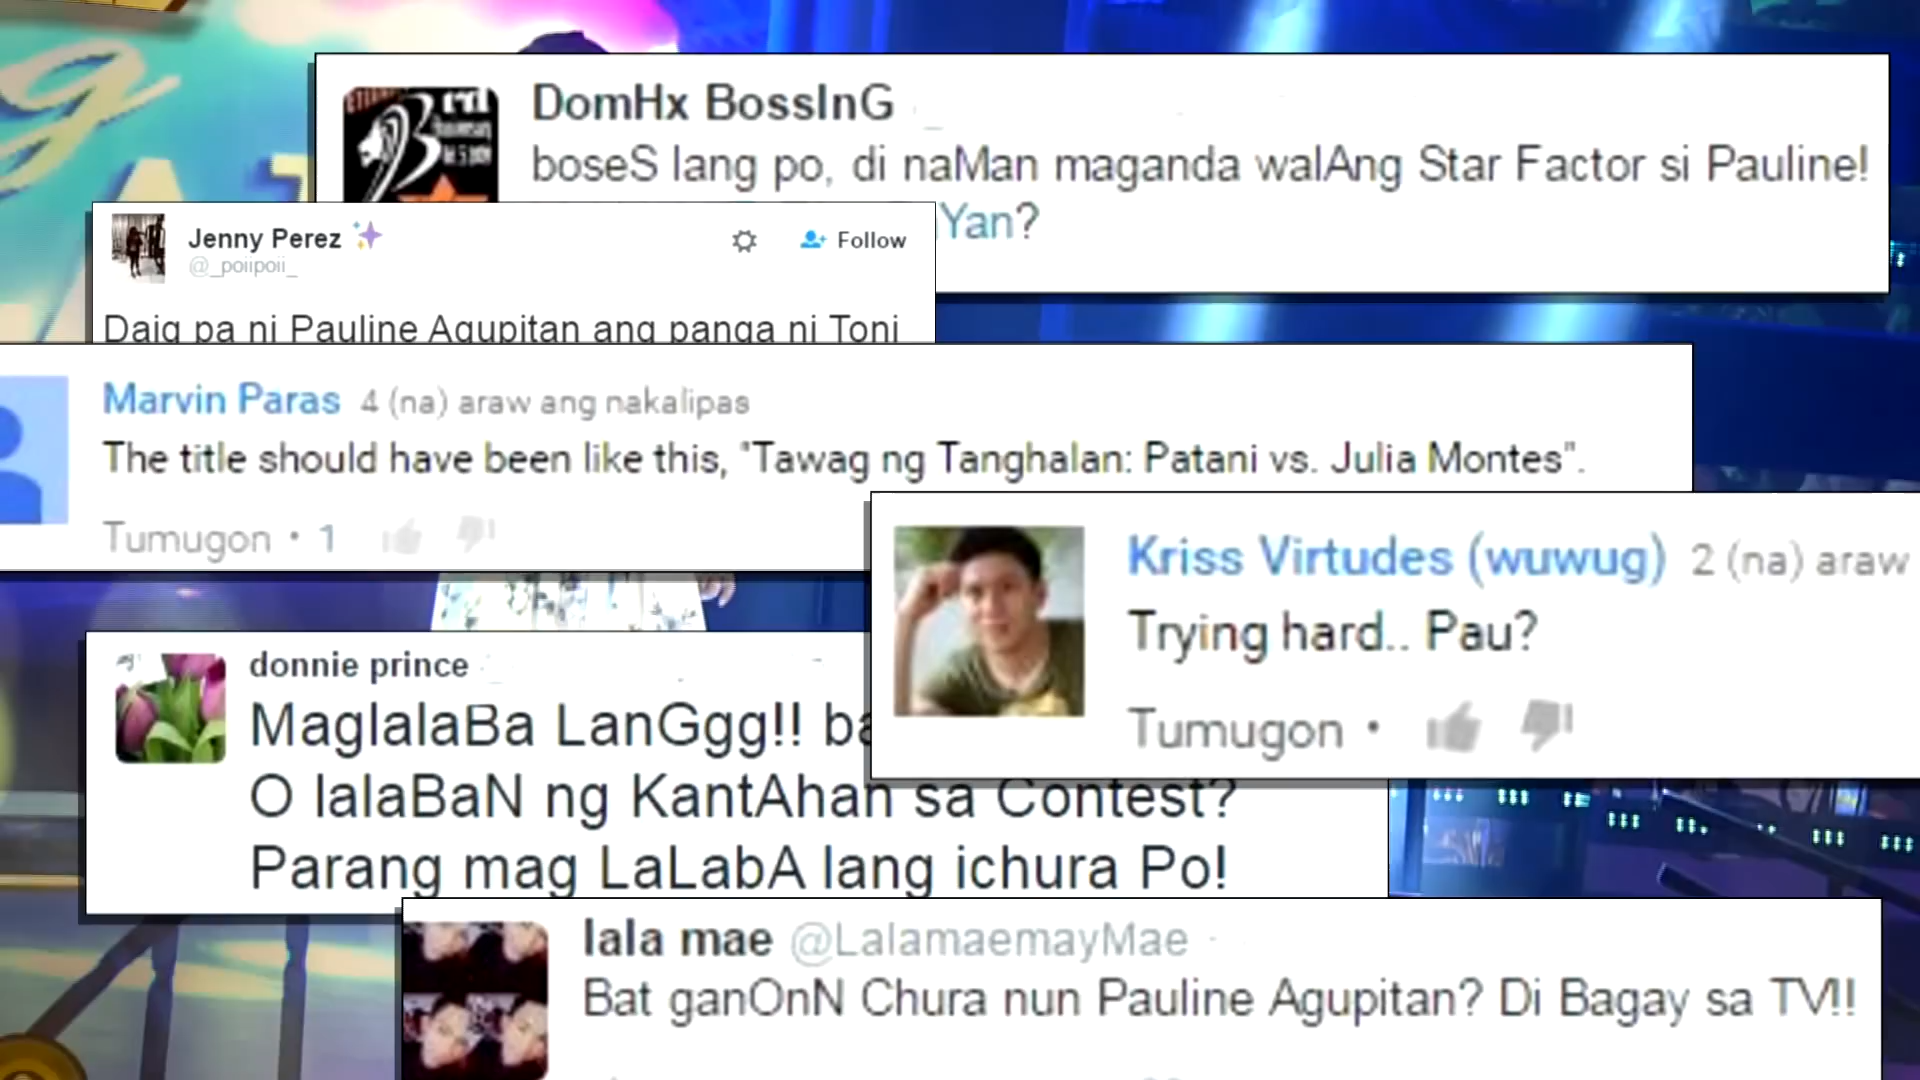 DomHx BossInG
boseS lang po, di naMan maganda walAng Star Factor si Pauline!
Yan?
Jenny Perez
@_poiipoii_
Follow
Daig pa ni Pauline Agupitan ang panga ni Toni
Marvin Paras 4 (na) araw ang nakalipas
The title should have been like this, "Tawag ng Tanghalan: Patani vs. Julia Montes".
Tumugon • 1
Kriss Virtudes (wuwug) 2 (na) araw
Trying hard.. Pau?
Tumugon •
donnie prince
MaglalaBa LanGgg!! ba
O lalaBaN ng KantAhan sa Contest?
Parang mag LaLabA lang ichura Po!
lala mae @LalamaemayMae
Bat ganOnN Chura nun Pauline Agupitan? Di Bagay sa TV!!